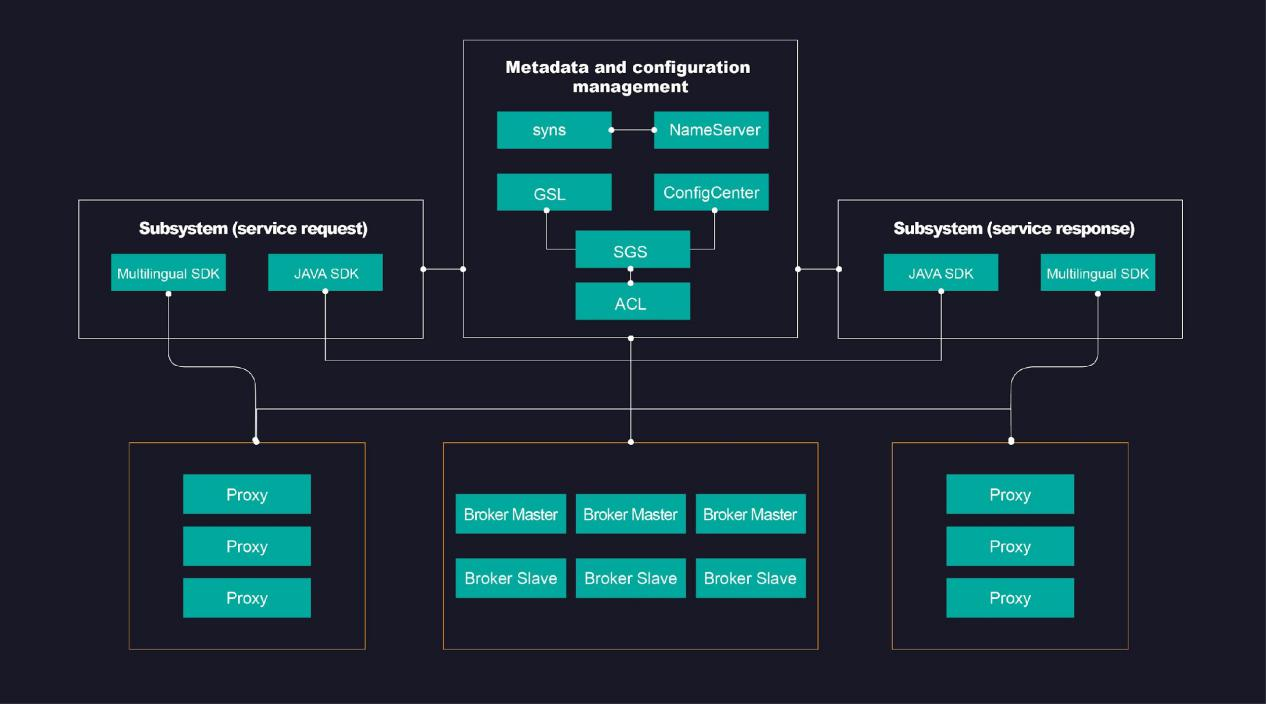 Metadata and configuration
management
syns
NameServer
GSL
ConfigCenter
SGS
ACL
Subsystem (service request)
Multilingual SDK
JAVA SDK
Subsystem (service response)
JAVA SDK
Multilingual SDK
Proxy
Proxy
Proxy
Broker Master
Broker Master
Broker Master
Broker Slave
Broker Slave
Broker Slave
Proxy
Proxy
Proxy